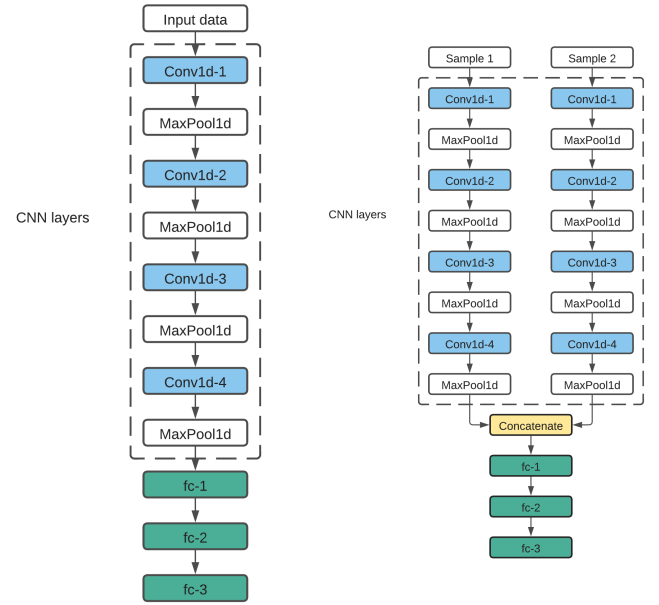 Input data
Conv1d-1
MaxPool1d
Conv1d-2
CNN layers
MaxPool1d
Conv1d-3
MaxPool1d
Conv1d-4
MaxPool1d
fc-1
fc-2
fc-3
Sample 1 Sample 2
Conv1d-1 Conv1d-1
MaxPool1d MaxPool1d
Conv1d-2 Conv1d-2
CNN layers
MaxPool1d MaxPool1d
Conv1d-3 Conv1d-3
MaxPool1d MaxPool1d
Conv1d-4 Conv1d-4
MaxPool1d MaxPool1d
Concatenate
fc-1
fc-2
fc-3